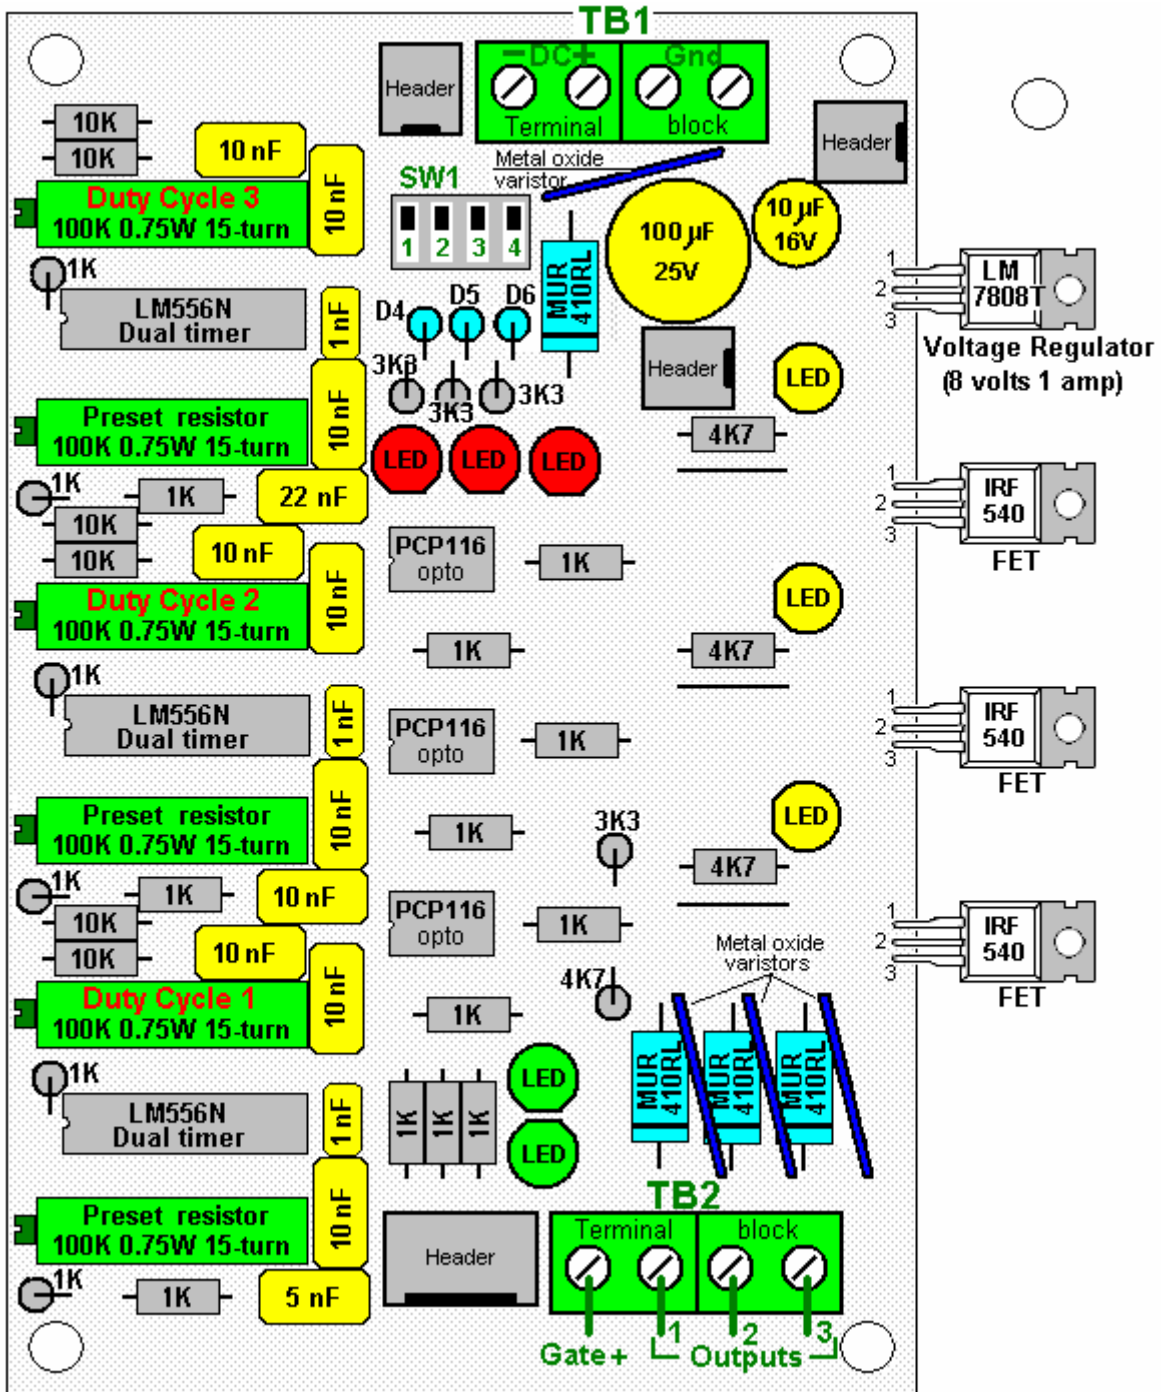 TB1
Header
− DC +
Gnd
Terminal
block
Header
10K
10K
10 nF
10 nF
Metal oxide
varistor
Duty Cycle 3
100K 0.75W 15-turn
SW1
1 2 3 4
100 µF
25V
10 µF
16V
MUR
410RL
1K
LM556N
Dual timer
1 nF
D4
D5
D6
1
2
3
LM
7808T
Voltage Regulator
(8 volts 1 amp)
3K3
3K3
3K3
Header
LED
Preset resistor
100K 0.75W 15-turn
10 nF
LED
LED
LED
4K7
1K
1K
22 nF
1
2
3
IRF
540
FET
10K
10K
10 nF
10 nF
PCP116
opto
1K
LED
Duty Cycle 2
100K 0.75W 15-turn
1K
4K7
1K
LM556N
Dual timer
1 nF
PCP116
opto
1K
1
2
3
IRF
540
FET
Preset resistor
100K 0.75W 15-turn
10 nF
1K
3K3
LED
4K7
1K
1K
10 nF
10K
10K
10 nF
10 nF
PCP116
opto
1K
1
2
3
IRF
540
FET
Metal oxide
varistors
4K7
Duty Cycle 1
100K 0.75W 15-turn
1K
MUR
410RL
MUR
410RL
MUR
410RL
1K
LM556N
Dual timer
1 nF
1K
1K
1K
LED
LED
Preset resistor
100K 0.75W 15-turn
10 nF
TB2
Terminal
block
Header
1K
1K
5 nF
1 2 3
Gate +
Outputs